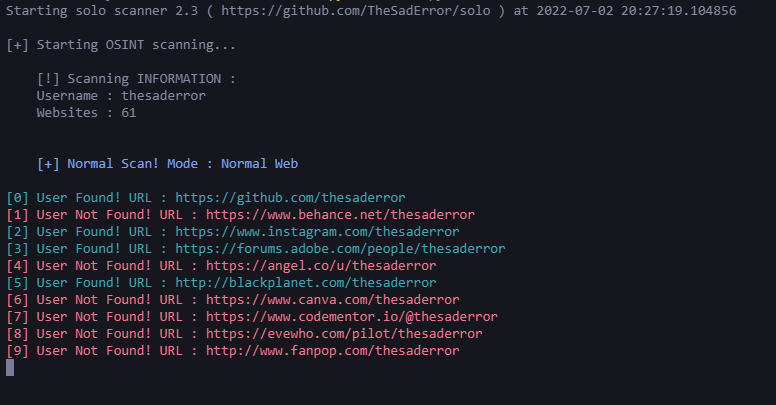 Starting solo scanner 2.3 ( https://github.com/TheSadError/solo ) at 2022-07-02 20:27:19.104856
[+] Starting OSINT scanning...
[!] Scanning INFORMATION :
Username : thesaderror
Websites : 61
[+] Normal Scan! Mode : Normal Web
[0] User Found! URL : https://github.com/thesaderror
[1] User Not Found! URL : https://www.behance.net/thesaderror
[2] User Found! URL : https://www.instagram.com/thesaderror
[3] User Found! URL : https://forums.adobe.com/people/thesaderror
[4] User Not Found! URL : https://angel.co/u/thesaderror
[5] User Found! URL : http://blackplanet.com/thesaderror
[6] User Not Found! URL : https://www.canva.com/thesaderror
[7] User Not Found! URL : https://www.codementor.io/@thesaderror
[8] User Not Found! URL : https://evewho.com/pilot/thesaderror
[9] User Not Found! URL : http://www.fanpop.com/thesaderror